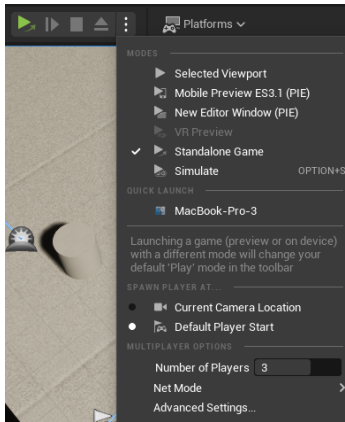 Platforms
MODES
Selected Viewport
Mobile Preview ES3.1 (PIE)
New Editor Window (PIE)
VR Preview
Standalone Game
Simulate OPTION+S
QUICK LAUNCH
MacBook-Pro-3
Launching a game (preview or on device)
with a different mode will change your
default 'Play' mode in the toolbar
SPAWN PLAYER AT...
Current Camera Location
Default Player Start
MULTIPLAYER OPTIONS
Number of Players 3
Net Mode
Advanced Settings...